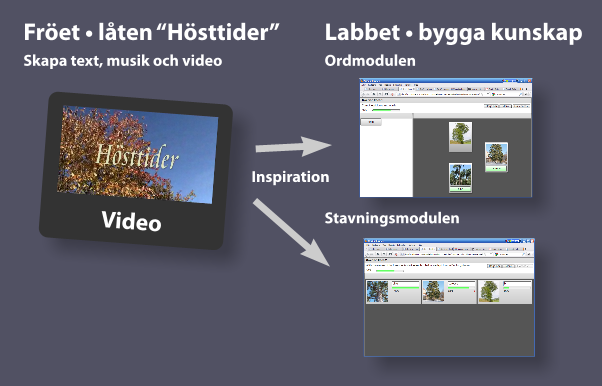 Fröet • låten “Hösttider”
Skapa text, musik och video
Hösttider
Video
Inspiration
Labbet • bygga kunskap
Ordmodulen
Stavningsmodulen